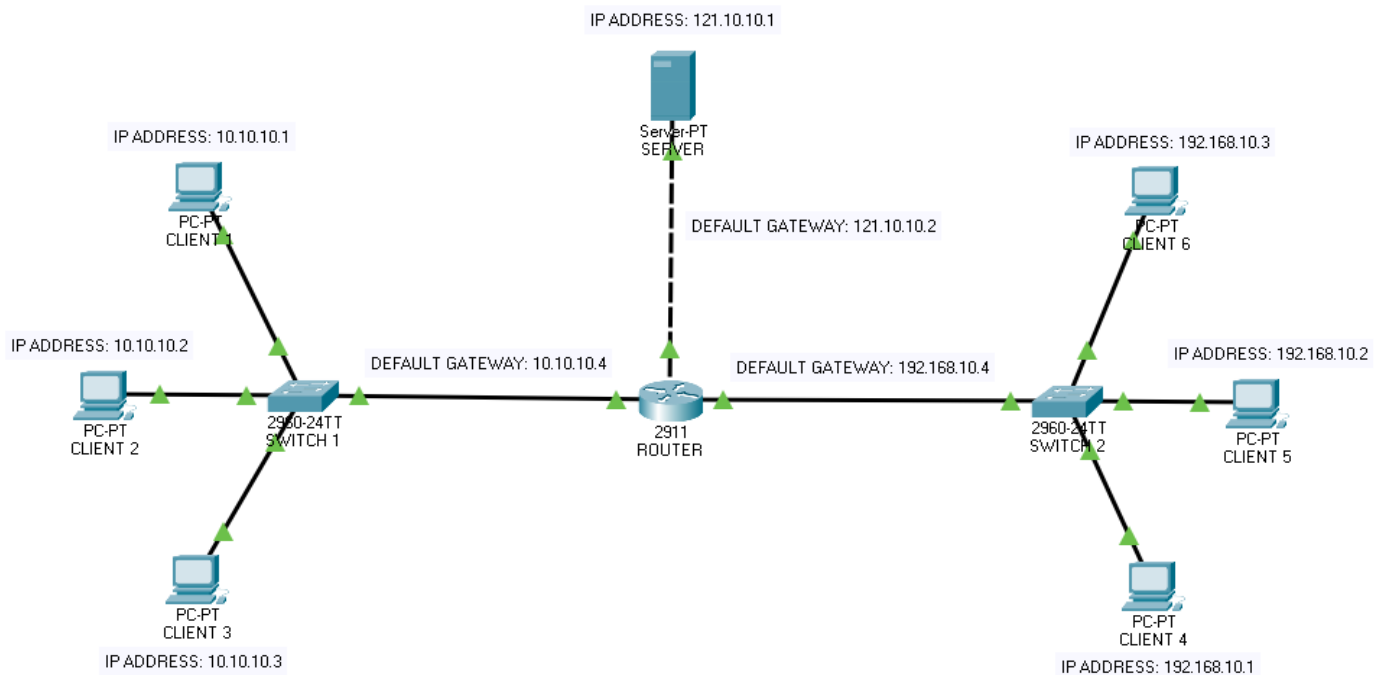 IP ADDRESS: 121.10.10.1
Server-PT
SERVER
IP ADDRESS: 10.10.10.1
PC-PT
CLIENT 1
IP ADDRESS: 192.168.10.3
PC-PT
CLIENT 6
DEFAULT GATEWAY: 121.10.10.2
IP ADDRESS: 10.10.10.2
PC-PT
CLIENT 2
DEFAULT GATEWAY: 10.10.10.4
DEFAULT GATEWAY: 192.168.10.4
IP ADDRESS: 192.168.10.2
PC-PT
CLIENT 5
2960-24TT
SWITCH 1
2911
ROUTER
2960-24TT
SWITCH 2
PC-PT
CLIENT 3
IP ADDRESS: 10.10.10.3
PC-PT
CLIENT 4
IP ADDRESS: 192.168.10.1